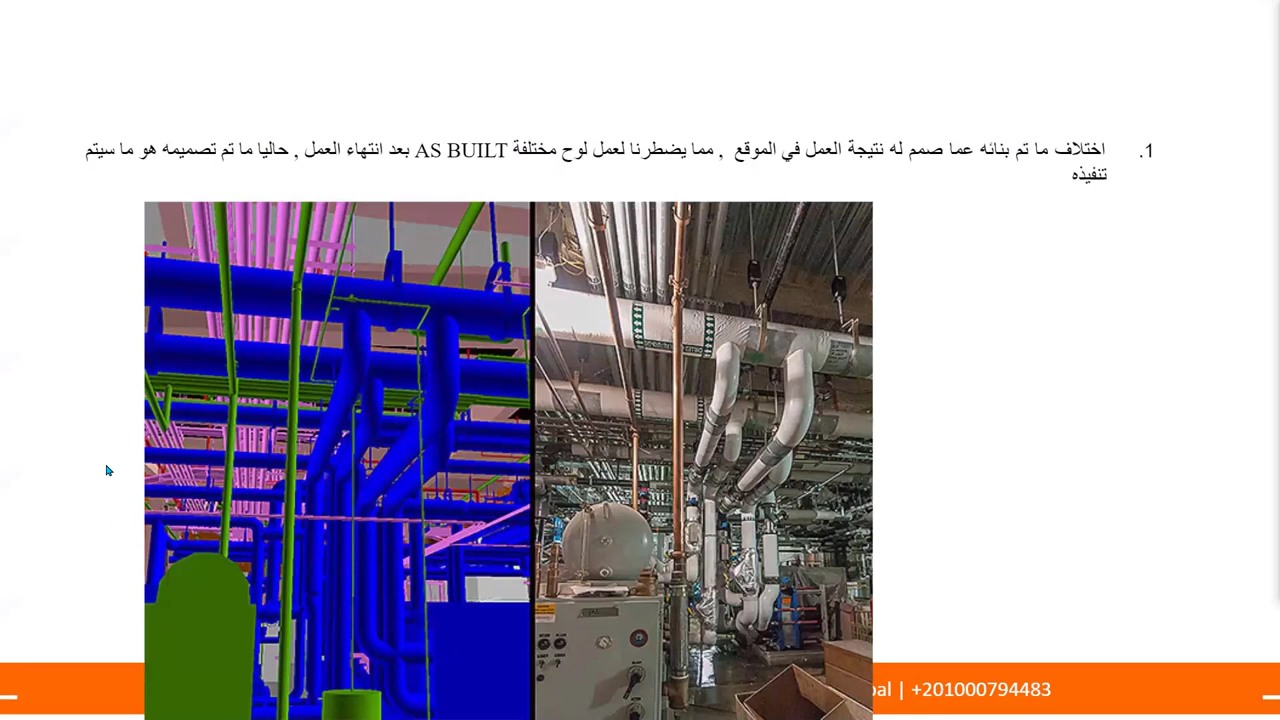 1. اختلاف ما تم بنائه عما صمم له نتيجة العمل في الموقع , مما يضطرنا لعمل لوح مختلفة AS BUILT بعد انتهاء العمل , حاليا ما تم تصميمه هو ما سيتم
تنفيذه
bal | +201000794483